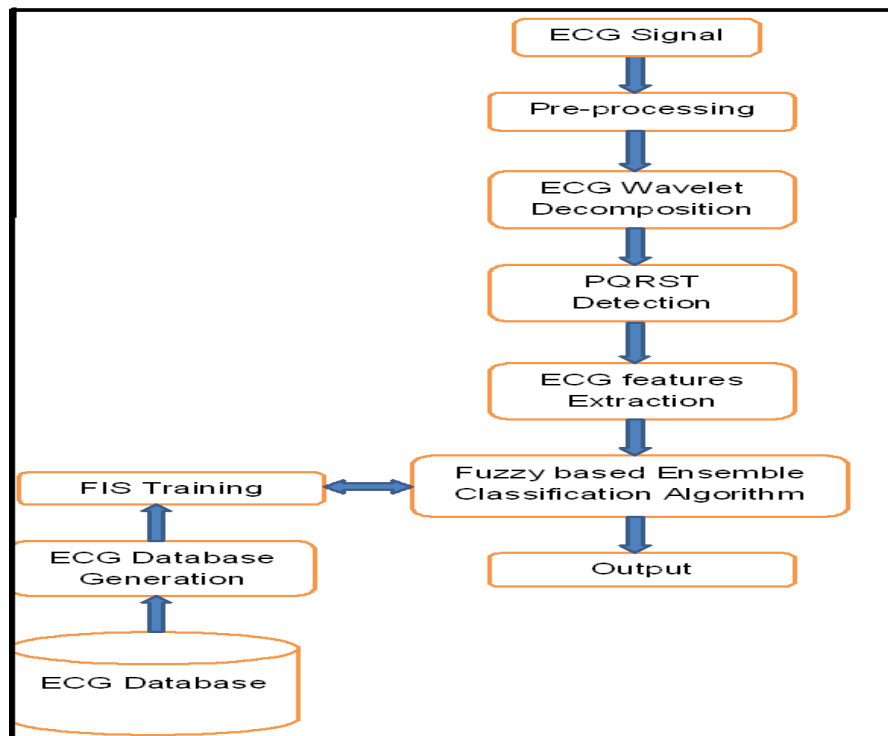 ECG Signal
Pre-processing
ECG Wavelet
Decomposition
PQRST
Detection
ECG features
Extraction
Fuzzy based Ensemble
Classification Algorithm
FIS Training
ECG Database
Generation
Output
ECG Database